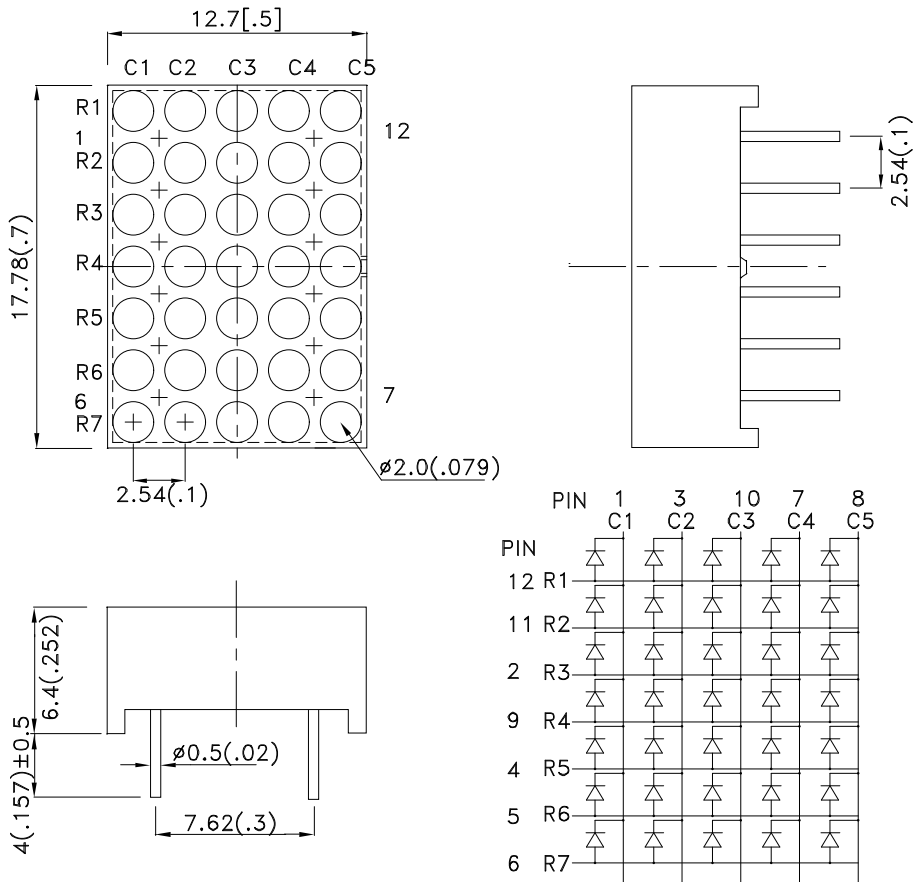 12.7[.5]
C1 C2 C3 C4 C5
R1
1
R2
R3
R4
R5
R6
6
R7
12
7
17.78(.7)
2.54(.1)
ø2.0(.079)
2.54(.1)
6.4(.252)
4(.157)±0.5
ø0.5(.02)
7.62(.3)
PIN 1 3 10 7 8
C1 C2 C3 C4 C5
PIN
12 R1
11 R2
2 R3
9 R4
4 R5
5 R6
6 R7